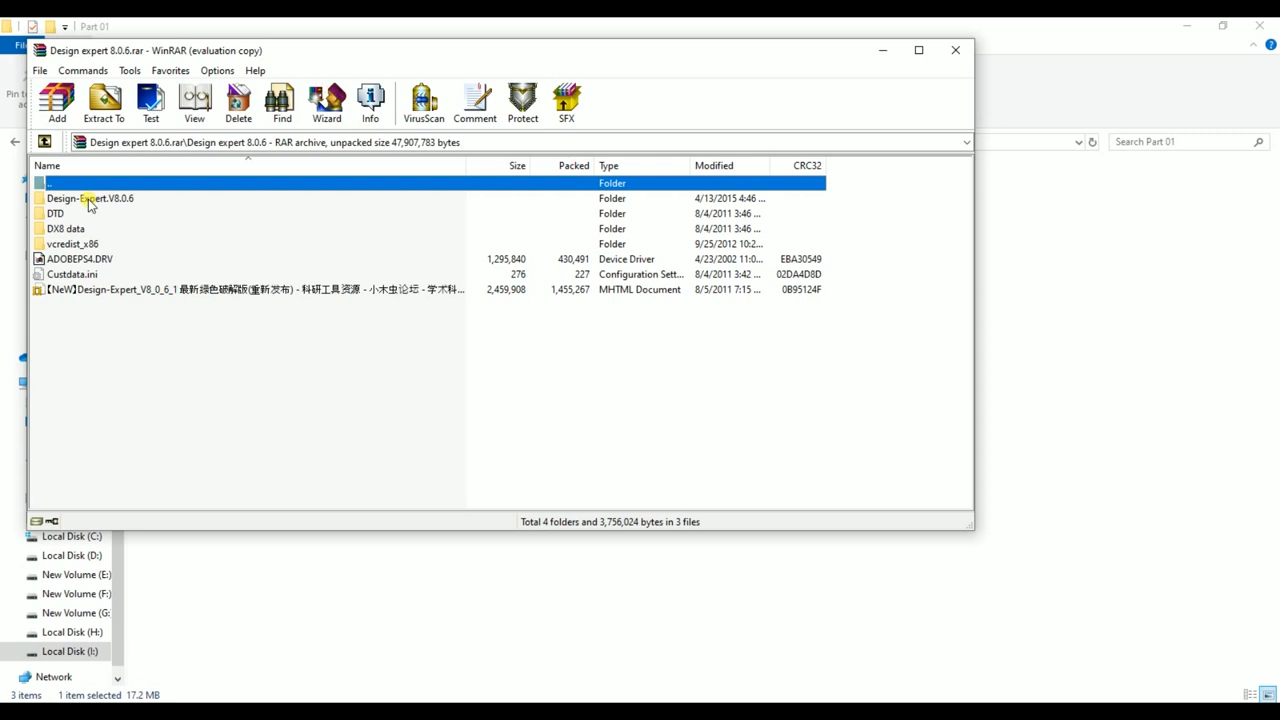 Part 01
Fil
Design expert 8.0.6.rar - WinRAR (evaluation copy)
File Commands Tools Favorites Options Help
Pin to
Add Extract To Test View Delete Find Wizard Info VirusScan Comment Protect SFX
Design expert 8.0.6.rar\Design expert 8.0.6 - RAR archive, unpacked size 47,907,783 bytes
Search Part 01
Name Size Packed Type Modified CRC32
.. Folder
Design-Expert.V8.0.6 Folder 4/13/2015 4:46 ...
DTD Folder 8/4/2011 3:46 ...
DX8 data Folder 8/4/2011 3:46 ...
vcredist_x86 Folder 9/25/2012 10:2...
ADOBEPS4.DRV 1,295,840 430,491 Device Driver 4/23/2002 11:0... EBA30549
Custdata.ini 276 227 Configuration Sett... 8/4/2011 3:42 ... 02DA4D8D
【NeW】Design-Expert_V8_0_6_1 最新绿色破解版(重新发布) - 科研工具资源 - 小木虫论坛 - 学术科... 2,459,908 1,455,267 MHTML Document 8/5/2011 7:15 ... 0B95124F
Total 4 folders and 3,756,024 bytes in 3 files
Local Disk (C:)
Local Disk (D:)
New Volume (E:)
New Volume (F:)
New Volume (G:
Local Disk (H:)
Local Disk (I:)
Network
3 items 1 item selected 17.2 MB